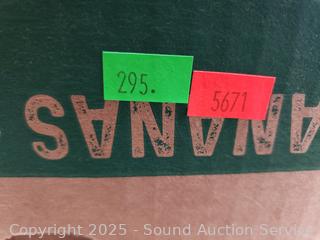 295.
5671
ANANAS
Copyright 2025 - Sound Auction Service